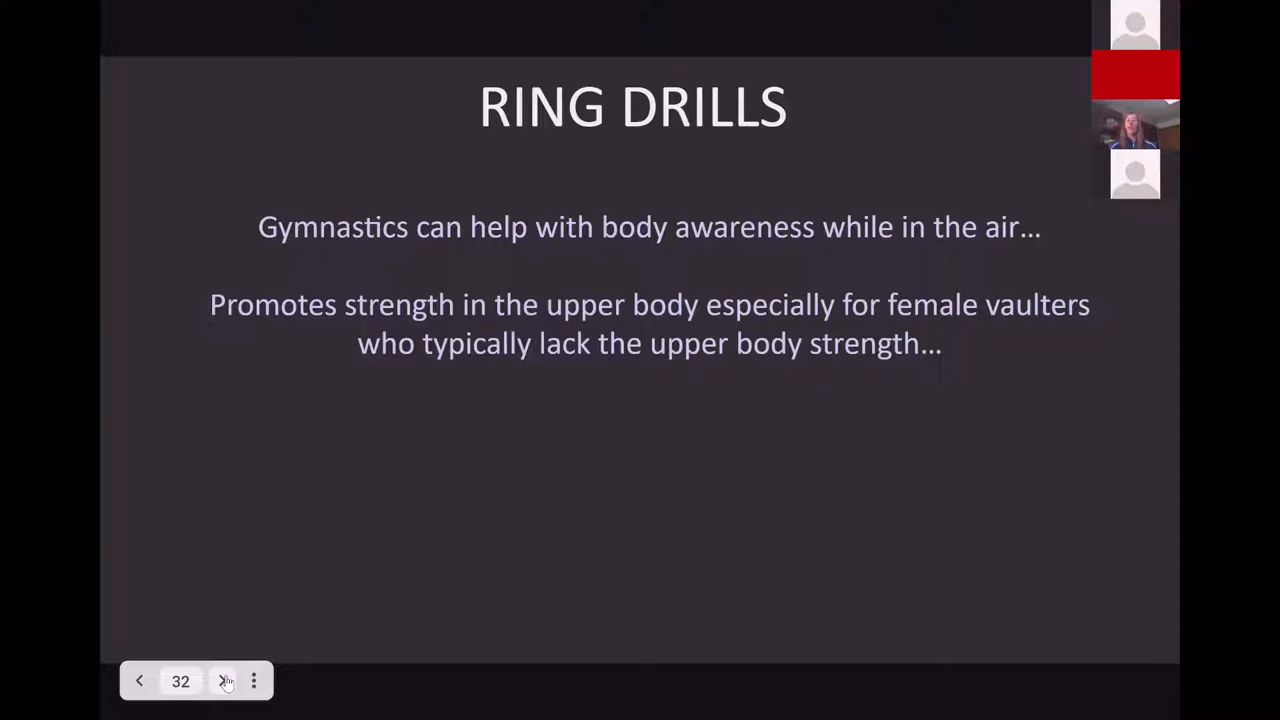 RING DRILLS
Gymnastics can help with body awareness while in the air...
Promotes strength in the upper body especially for female vaulters
who typically lack the upper body strength...
32